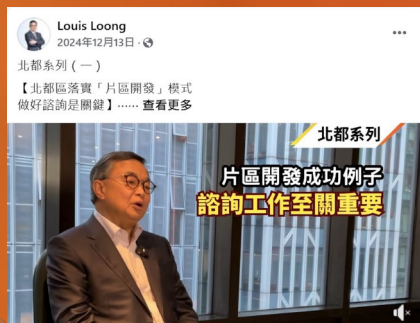 Louis Loong
2024年12月13日 ·
北都系列（一）
【北都區落實「片區開發」模式
做好諮詢是關鍵】⋯⋯ 查看更多
北都系列
片區開發成功例子
諮詢工作至關重要